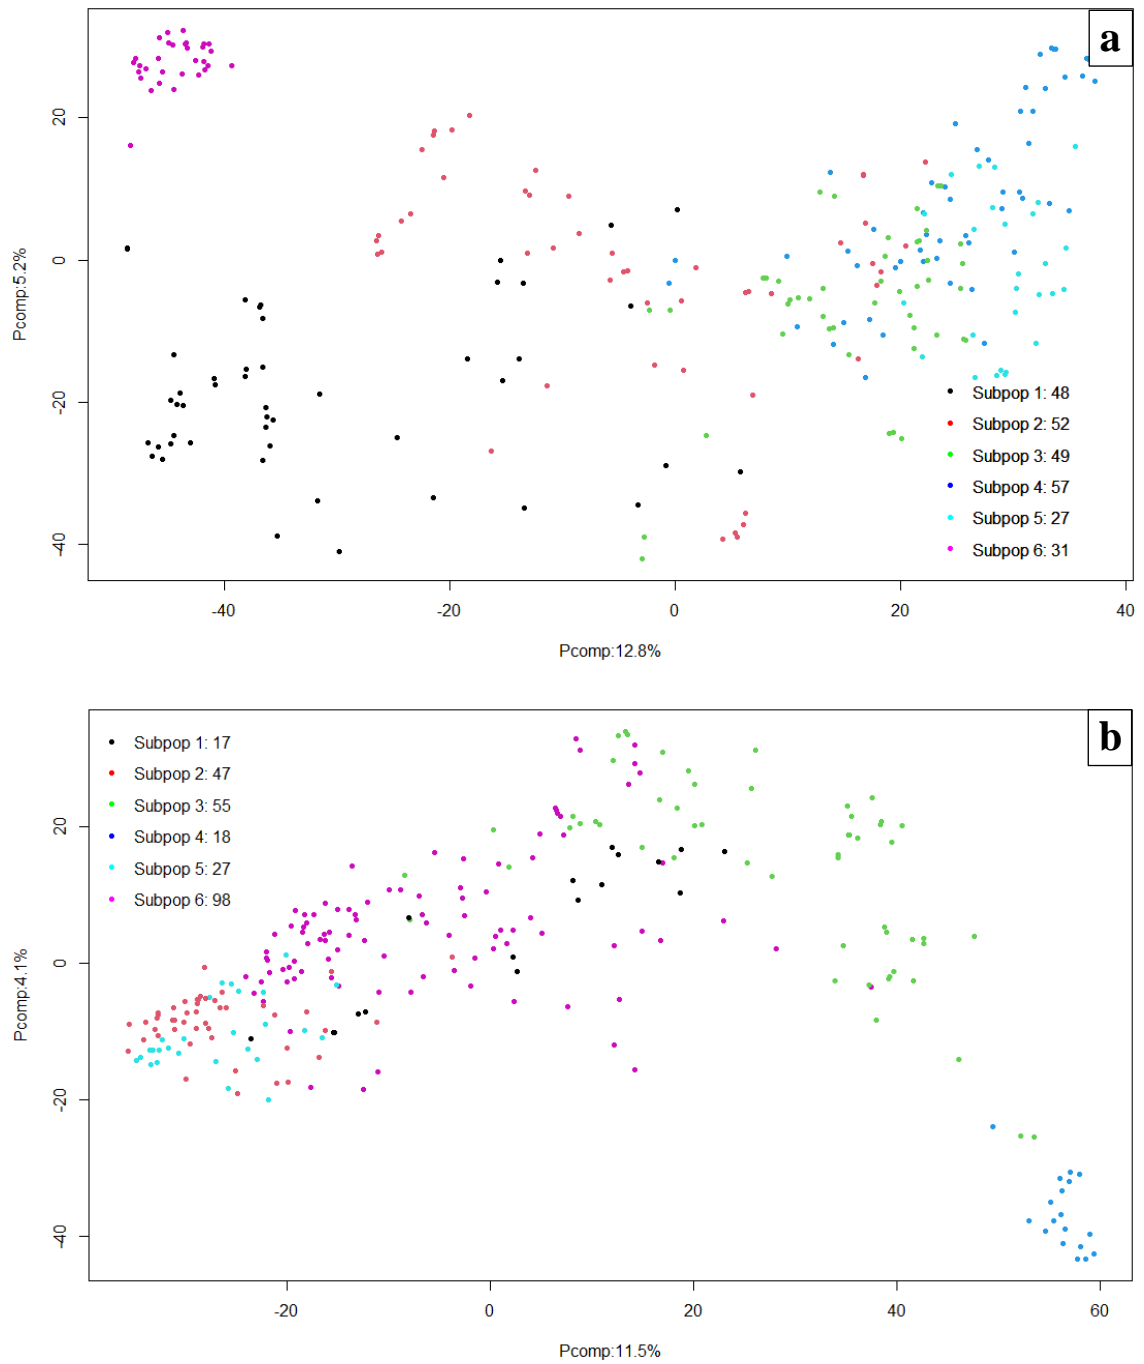 a
20
0
-20
-40
Pcomp:5.2%
Subpop 1: 48
Subpop 2: 52
Subpop 3: 49
Subpop 4: 57
Subpop 5: 27
Subpop 6: 31
-40 -20 0 20 40
Pcomp:12.8%
b
Subpop 1: 17
Subpop 2: 47
Subpop 3: 55
Subpop 4: 18
Subpop 5: 27
Subpop 6: 98
20
0
-20
-40
Pcomp:4.1%
-20 0 20 40 60
Pcomp:11.5%